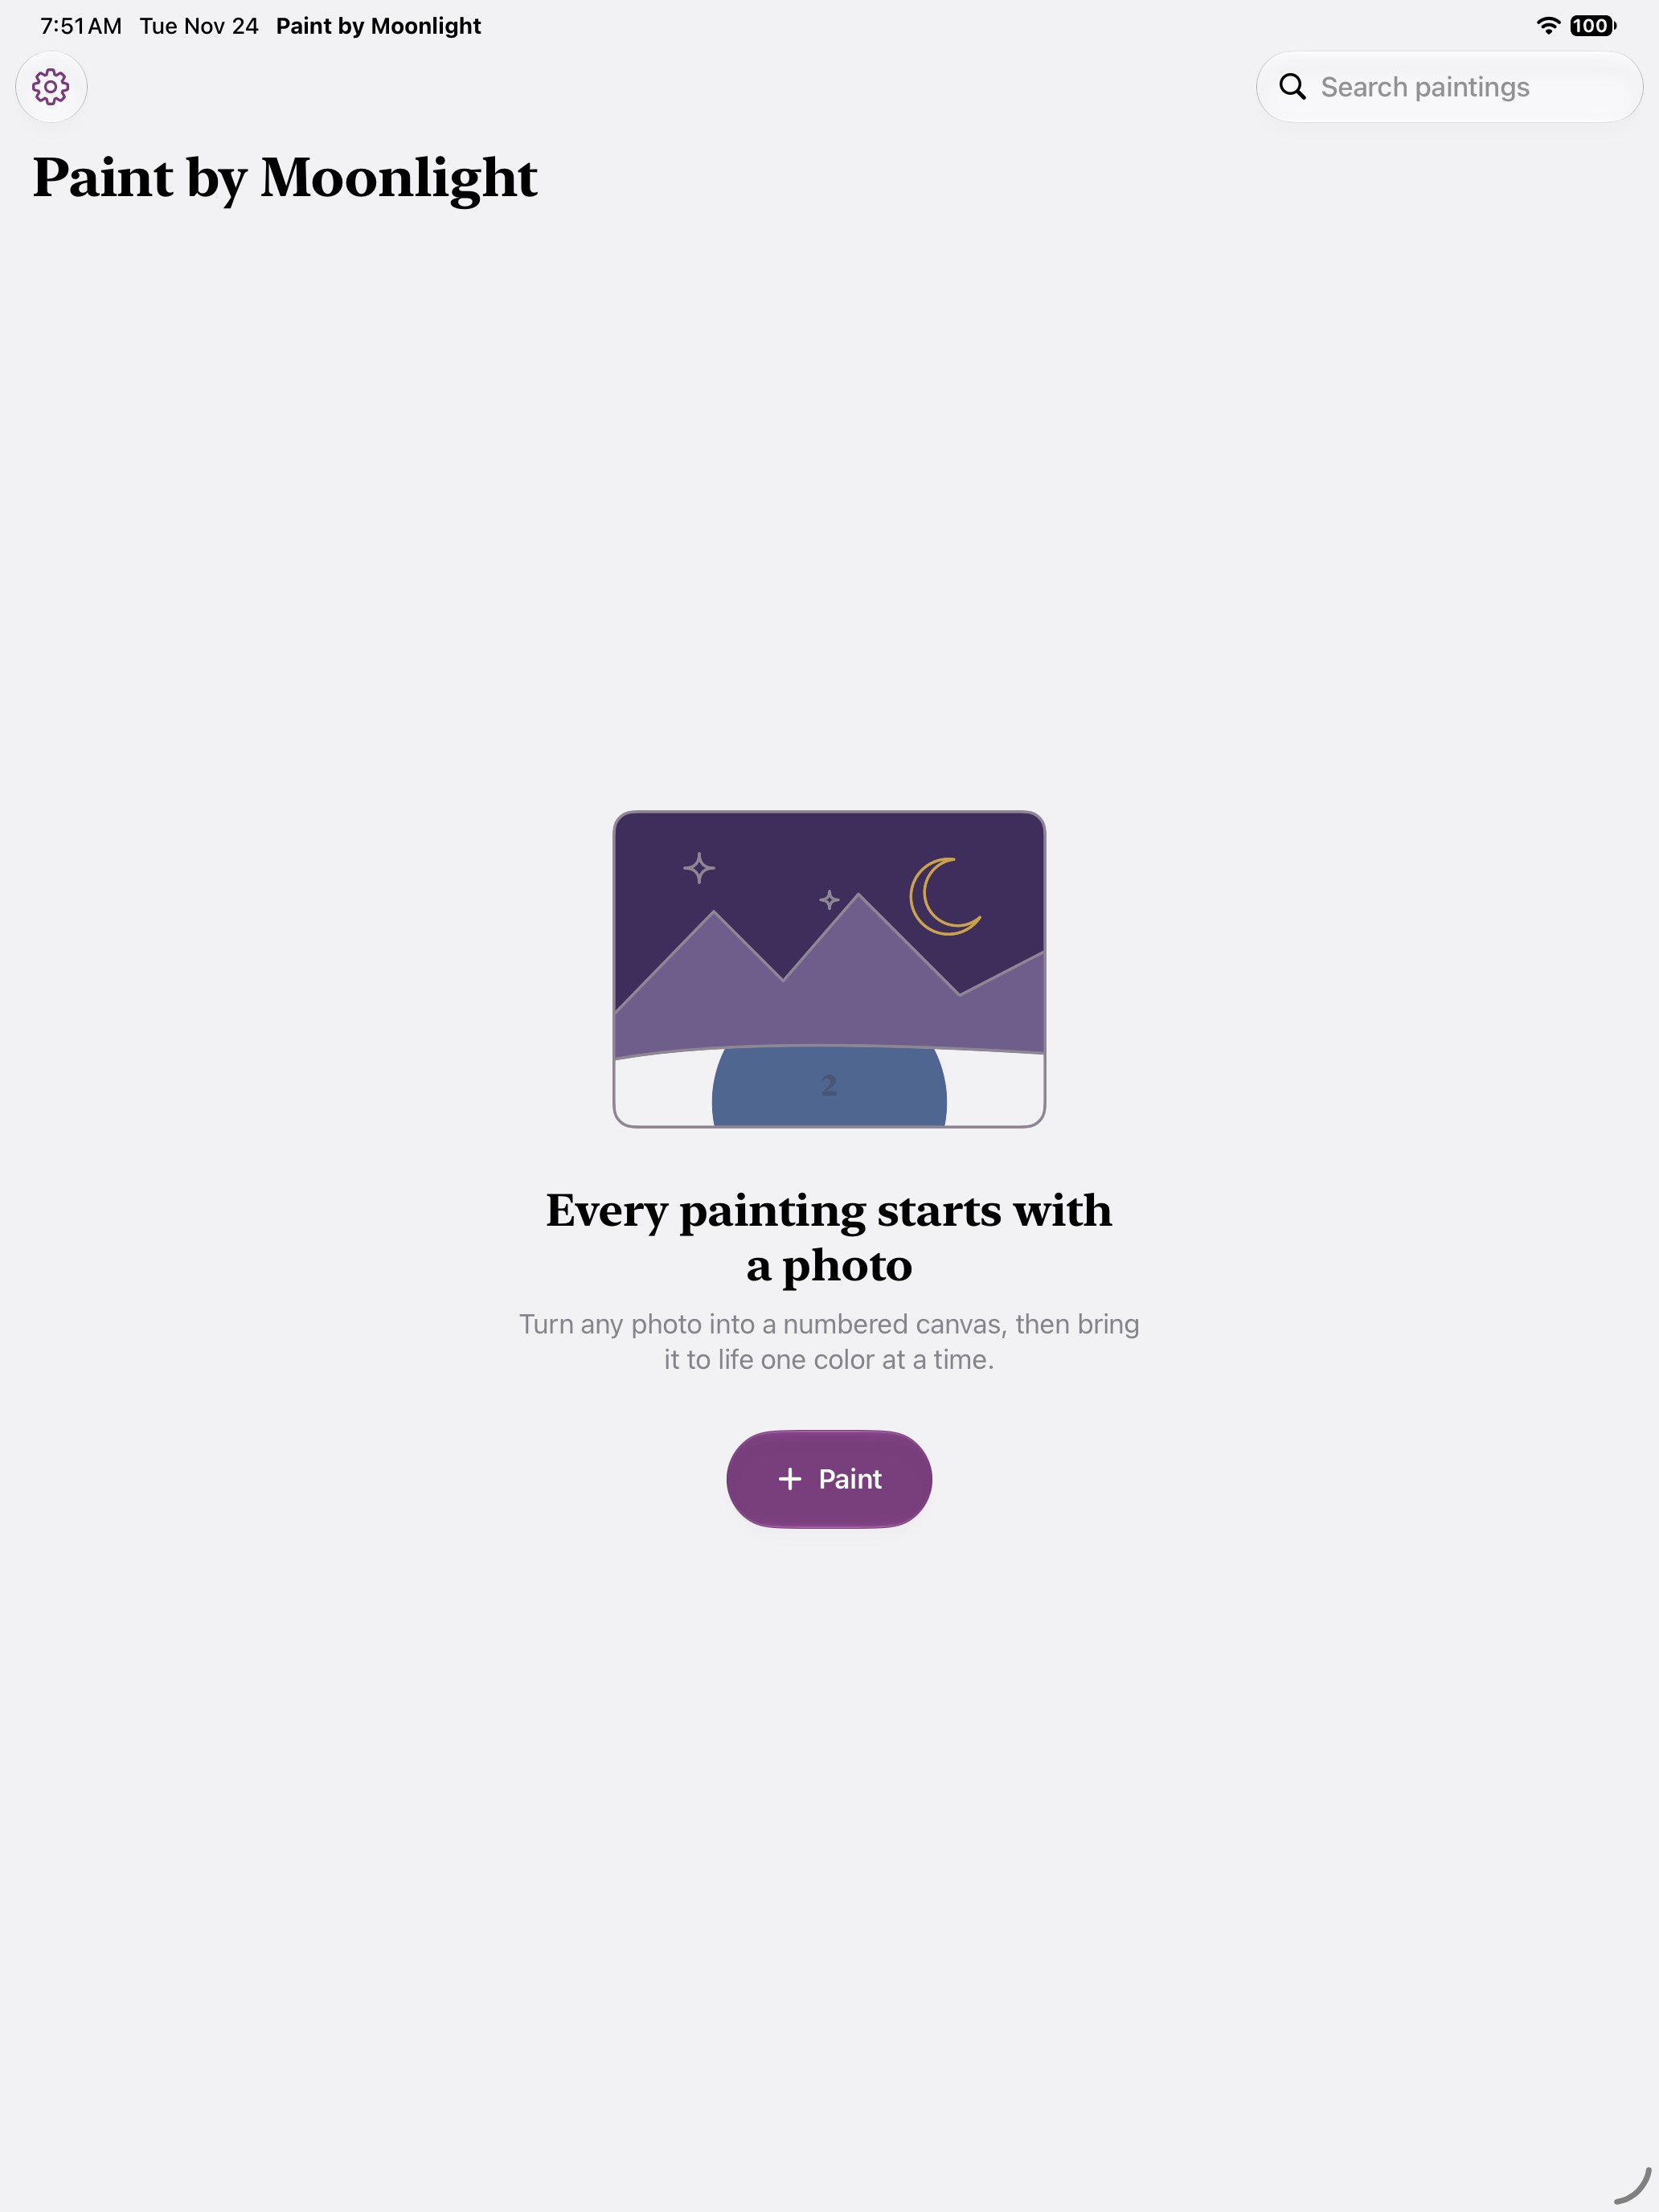 7:51 AM Tue Nov 24 Paint by Moonlight
100
Search paintings
Paint by Moonlight
2
Every painting starts with
a photo
Turn any photo into a numbered canvas, then bring
it to life one color at a time.
+ Paint